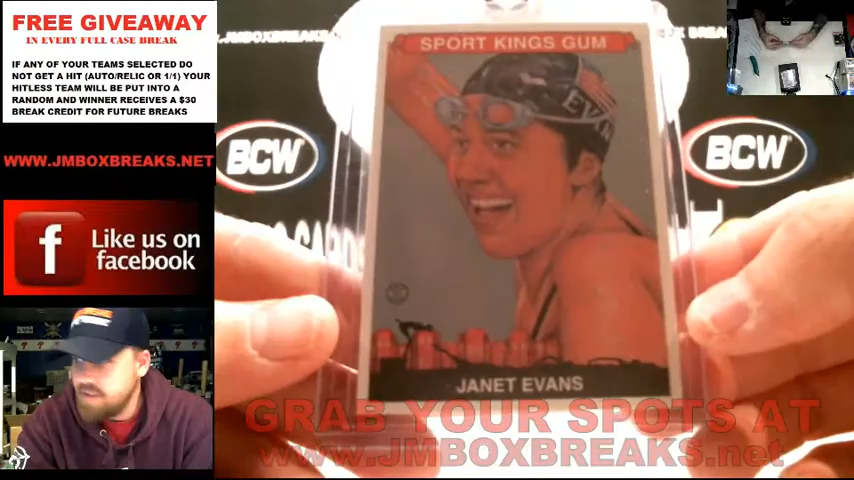 FREE GIVEAWAY
IN EVERY FULL CASE BREAK
IF ANY OF YOUR TEAMS SELECTED DO
NOT GET A HIT (AUTO/RELIC OR 1/1) YOUR
HITLESS TEAM WILL BE PUT INTO A
RANDOM AND WINNER RECEIVES A $30
BREAK CREDIT FOR FUTURE BREAKS
WWW.JMBOXBREAKS.NET
f
Like us on
facebook
.JMBOXBREAKS.N
BCW
BCW
SPORT KINGS GUM
EVAN
JANET EVANS
GRAB YOUR SPOTS AT
www.JMBOXBREAKS.net